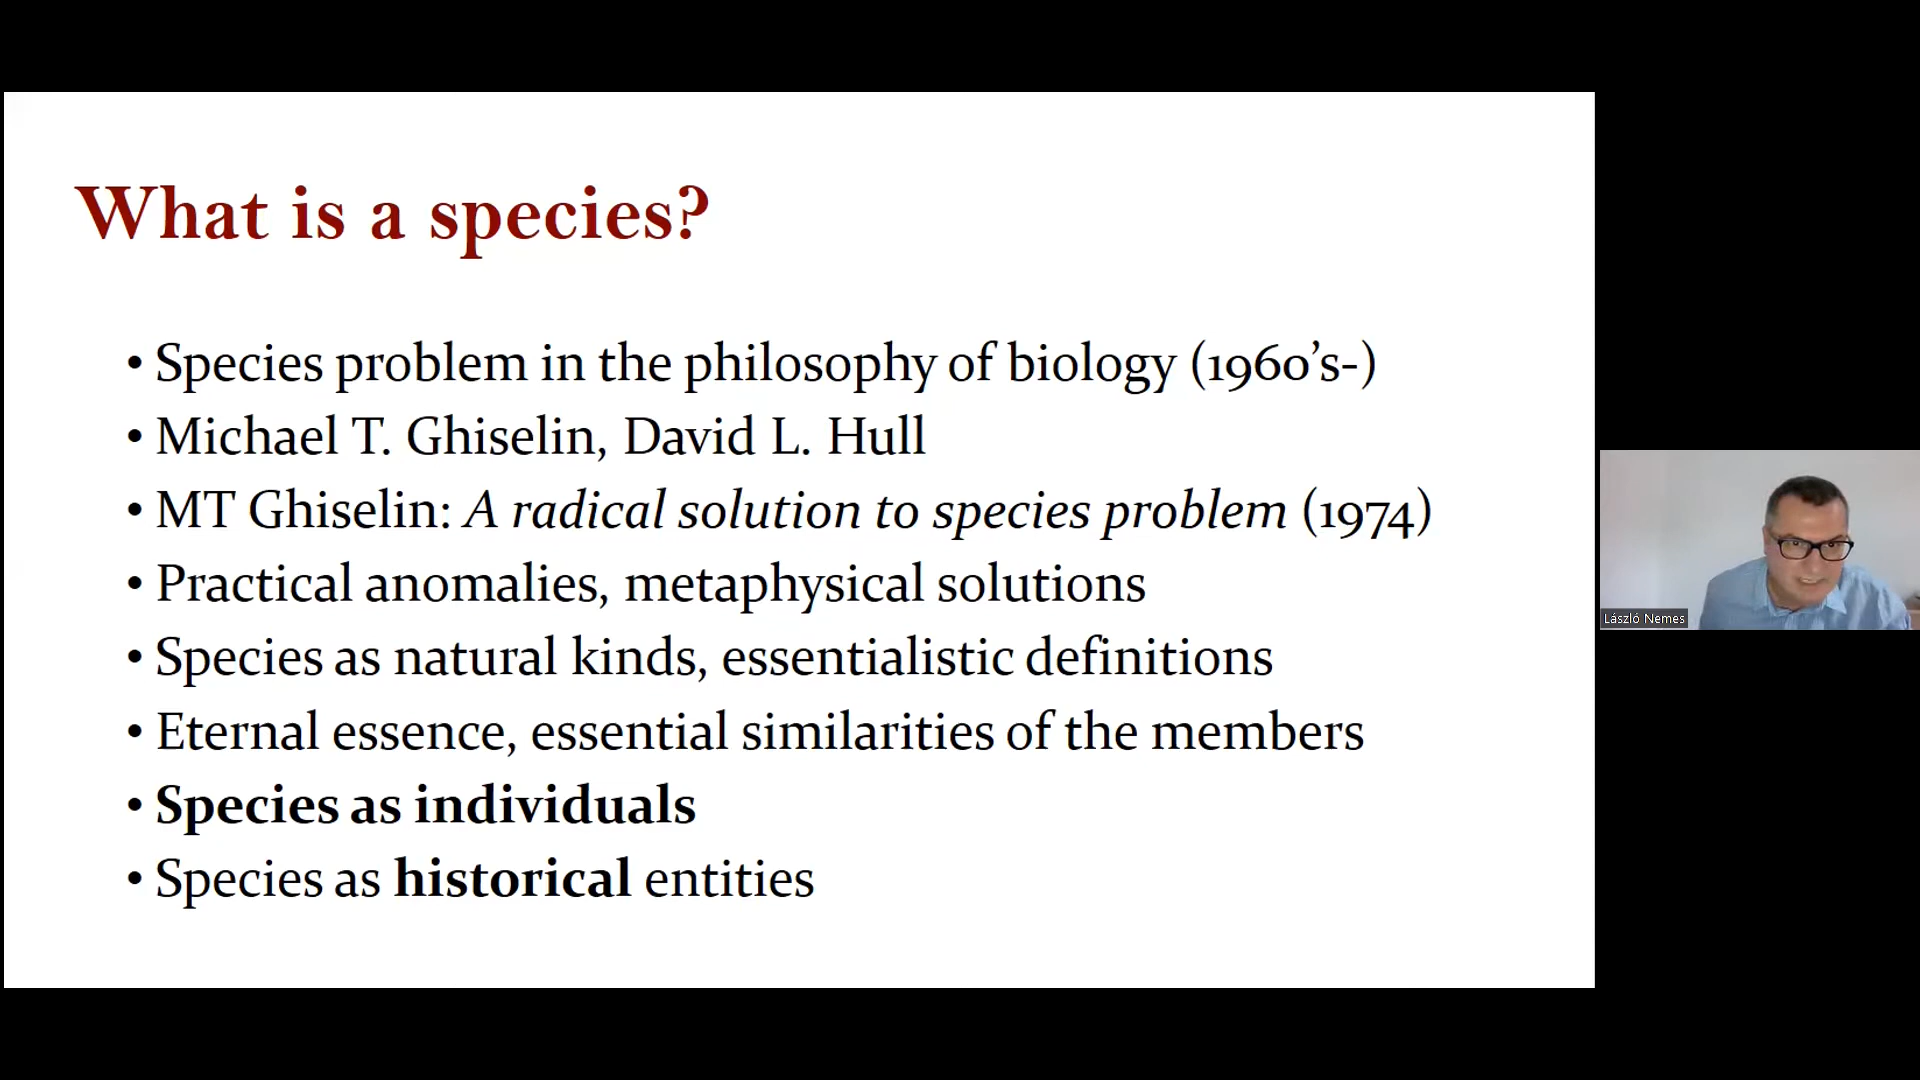 What is a species?
• Species problem in the philosophy of biology (1960’s-)
• Michael T. Ghiselin, David L. Hull
• MT Ghiselin: A radical solution to species problem (1974)
• Practical anomalies, metaphysical solutions
• Species as natural kinds, essentialistic definitions
• Eternal essence, essential similarities of the members
• Species as individuals
• Species as historical entities
László Nemes